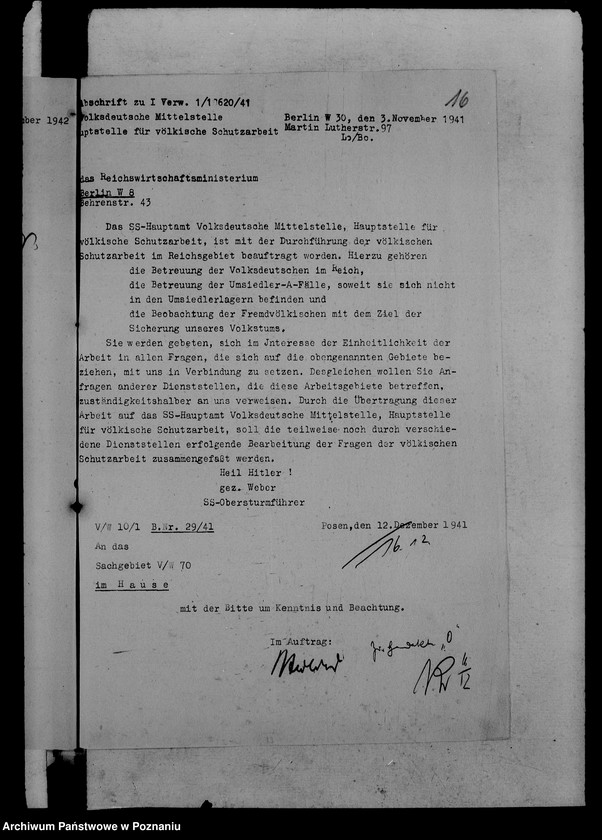 16
Abschrift zu I Verw. 1/1 620/41
ber 1942
Volksdeutsche Mittelstelle
uptstelle für völkische Schutzarbeit
Berlin W 30, den 3.November 1941
Martin Lutherstr.97
Lo/Bo.
das Reichswirtschaftsministerium
Berlin W 8
Behrenstr. 43
Das SS-Hauptamt Volksdeutsche Mittelstelle, Hauptstelle für
völkische Schutzarbeit, ist mit der Durchführung der völkischen
Schutzarbeit im Reichsgebiet beauftragt worden. Hierzu gehören
die Betreuung der Volksdeutschen im Reich,
die Betreuung der Umsiedler-A-Fälle, soweit sie sich nicht
in den Umsiedlerlagern befinden und
die Beobachtung der Fremdvölkischen mit dem Ziel der
Sicherung unseres Volkstums.
Sie werden gebeten, sich im Jnteresse der Einheitlichkeit der
Arbeit in allen Fragen, die sich auf die obengenannten Gebiete be-
ziehen, mit uns in Verbindung zu setzen. Desgleichen wollen Sie An-
fragen anderer Dienststellen, die diese Arbeitsgebiete betreffen,
zuständigkeitshalber an uns verweisen. Durch die Übertragung dieser
Arbeit auf das SS-Hauptamt Volksdeutsche Mittelstelle, Hauptstelle
für völkische Schutzarbeit, soll die teilweise noch durch verschie-
dene Dienststellen erfolgende Bearbeitung der Fragen der völkischen
Schutzarbeit zusammengefaßt werden.
Heil Hitler !
gez. Weber
SS-Obersturmführer
V/W 10/1 B.Nr. 29/41
Posen, den 12.Dezember 1941
16. 12
An das
Sachgebiet V/W 70
im Hause
mit der Bitte um Kenntnis und Beachtung.
Im Auftrag:
Archiwum Państwowe w Poznaniu